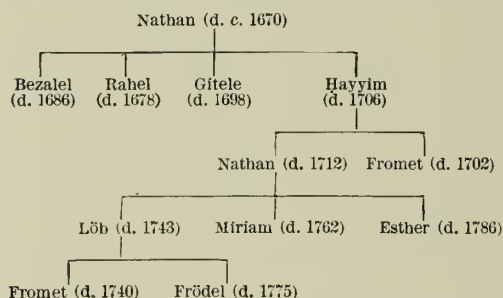 Nathan (d. c. 1670)
Bezalel Rahel Gitele Ḥayyim
(d. 1686) (d. 1678) (d. 1698) (d. 1706)
Nathan (d. 1712) Fromet (d. 1702)
Löb (d. 1743) Miriam (d. 1762) Esther (d. 1786)
Fromet (d. 1740) Frödel (d. 1775)